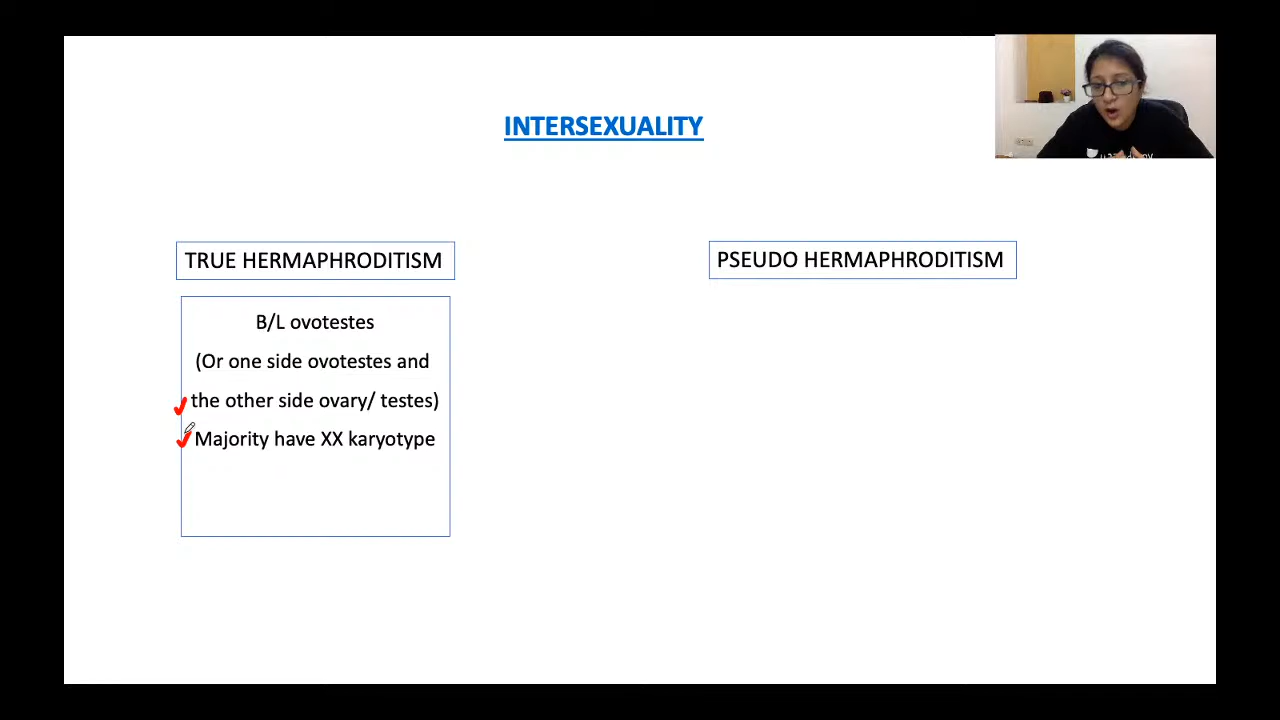 INTERSEXUALITY
TRUE HERMAPHRODITISM
PSEUDO HERMAPHRODITISM
B/L ovotestes
(Or one side ovotestes and
the other side ovary/ testes)
Majority have XX karyotype